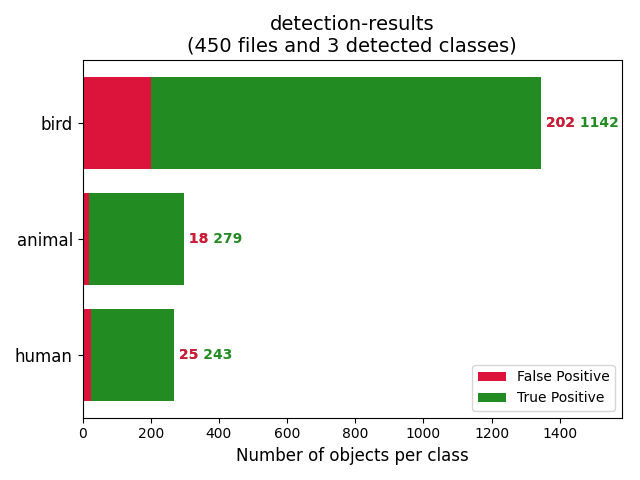 detection-results
(450 files and 3 detected classes)
bird
202 1142
animal
18 279
human
25 243
False Positive
True Positive
0 200 400 600 800 1000 1200 1400
Number of objects per class